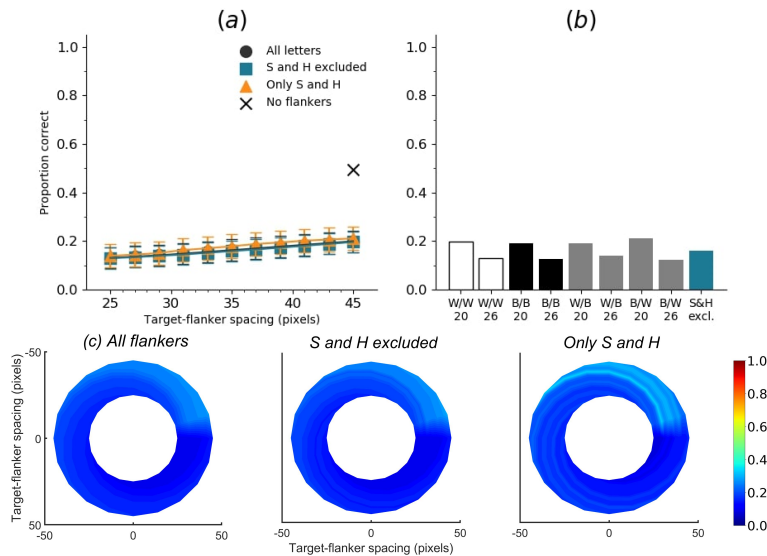 (a)
(b)
1.0
0.8
0.6
0.4
0.2
0.0
Proportion correct
All letters
S and H excluded
Only S and H
No flankers
25 30 35 40 45
Target-flanker spacing (pixels)
1.0
0.8
0.6
0.4
0.2
0.0
W/W W/W B/B B/B W/B W/B B/W B/W S&H
20 26 20 26 20 26 20 26 excl.
(c) All flankers
S and H excluded
Only S and H
Target-flanker spacing (pixels)
-50
0
50
-50 0 50
-50 0 50
-50 0 50
Target-flanker spacing (pixels)
1.0
0.8
0.6
0.4
0.2
0.0